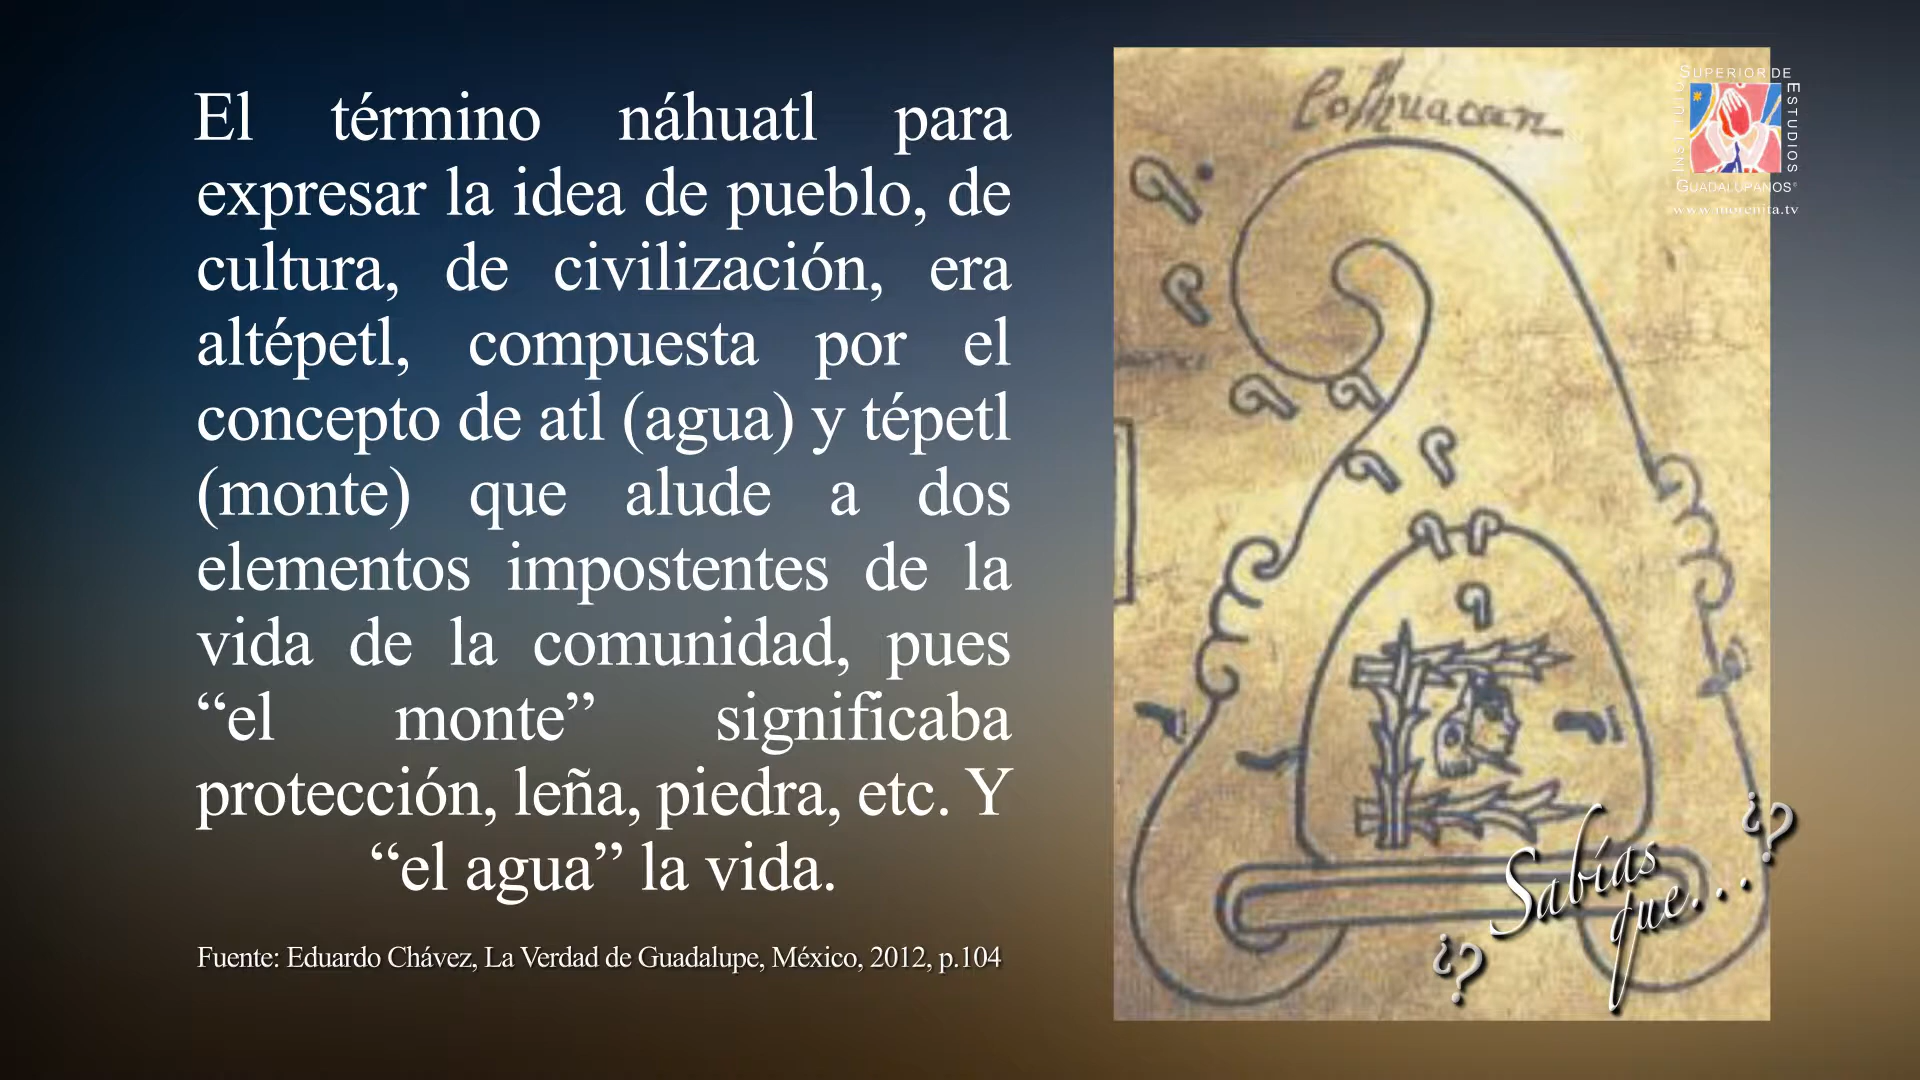 El término náhuatl para
expresar la idea de pueblo, de
cultura, de civilización, era
altépetl, compuesta por el
concepto de atl (agua) y tépetl
(monte) que alude a dos
elementos impostentes de la
vida de la comunidad, pues
“el monte” significaba
protección, leña, piedra, etc. Y
“el agua” la vida.
Fuente: Eduardo Chávez, La Verdad de Guadalupe, México, 2012, p.104
Colhuacan
INSTITUTO
SUPERIOR DE
ESTUDIOS
GUADALUPANOS®
www.morenita.tv
¿?
Sabías
que...
¿?